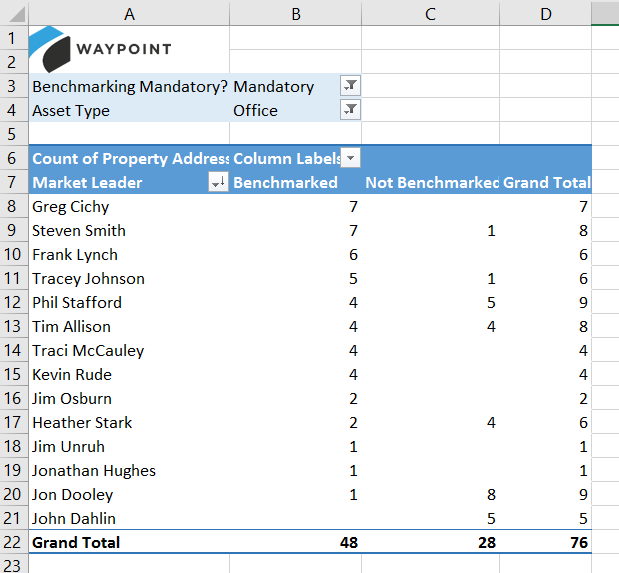 A B C D
1 WAYPOINT
2
3 Benchmarking Mandatory? Mandatory
4 Asset Type Office
5
6 Count of Property Address Column Labels
7 Market Leader Benchmarked Not Benchmarked Grand Total
8 Greg Cichy 7 7
9 Steven Smith 7 1 8
10 Frank Lynch 6 6
11 Tracey Johnson 5 1 6
12 Phil Stafford 4 5 9
13 Tim Allison 4 4 8
14 Traci McCauley 4 4
15 Kevin Rude 4 4
16 Jim Osburn 2 2
17 Heather Stark 2 4 6
18 Jim Unruh 1 1
19 Jonathan Hughes 1 1
20 Jon Dooley 1 8 9
21 John Dahlin 5 5
22 Grand Total 48 28 76
23